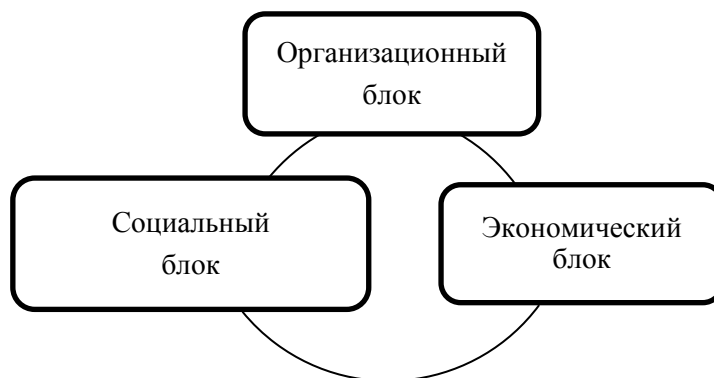 Организационный
блок
Социальный
блок
Экономический
блок